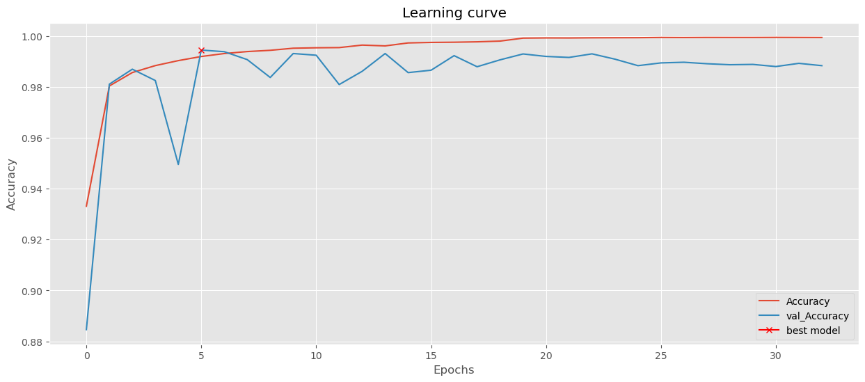 Learning curve
1.00
0.98
0.96
0.94
0.92
0.90
0.88
Accuracy
0
5
10
15
20
25
30
Epochs
Accuracy
val_Accuracy
best model